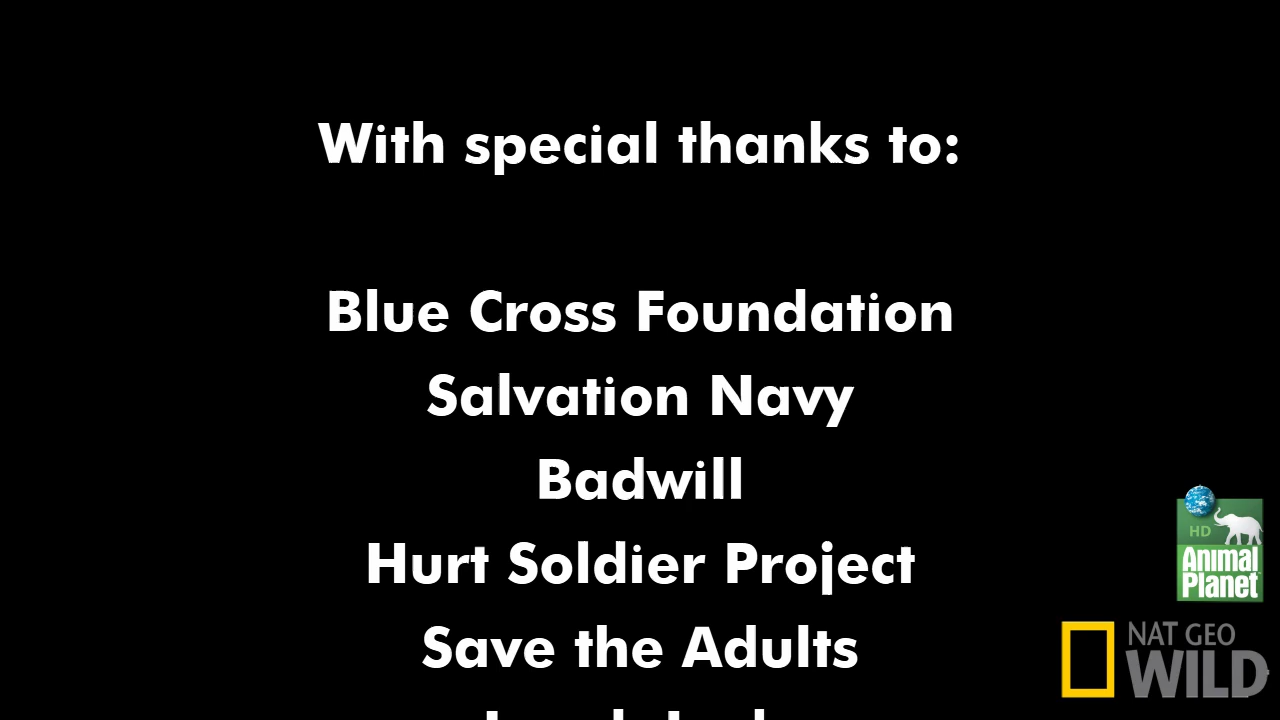 With special thanks to:
Blue Cross Foundation
Salvation Navy
Badwill
Hurt Soldier Project
Save the Adults
HD
Animal
Planet
NAT GEO
WILD